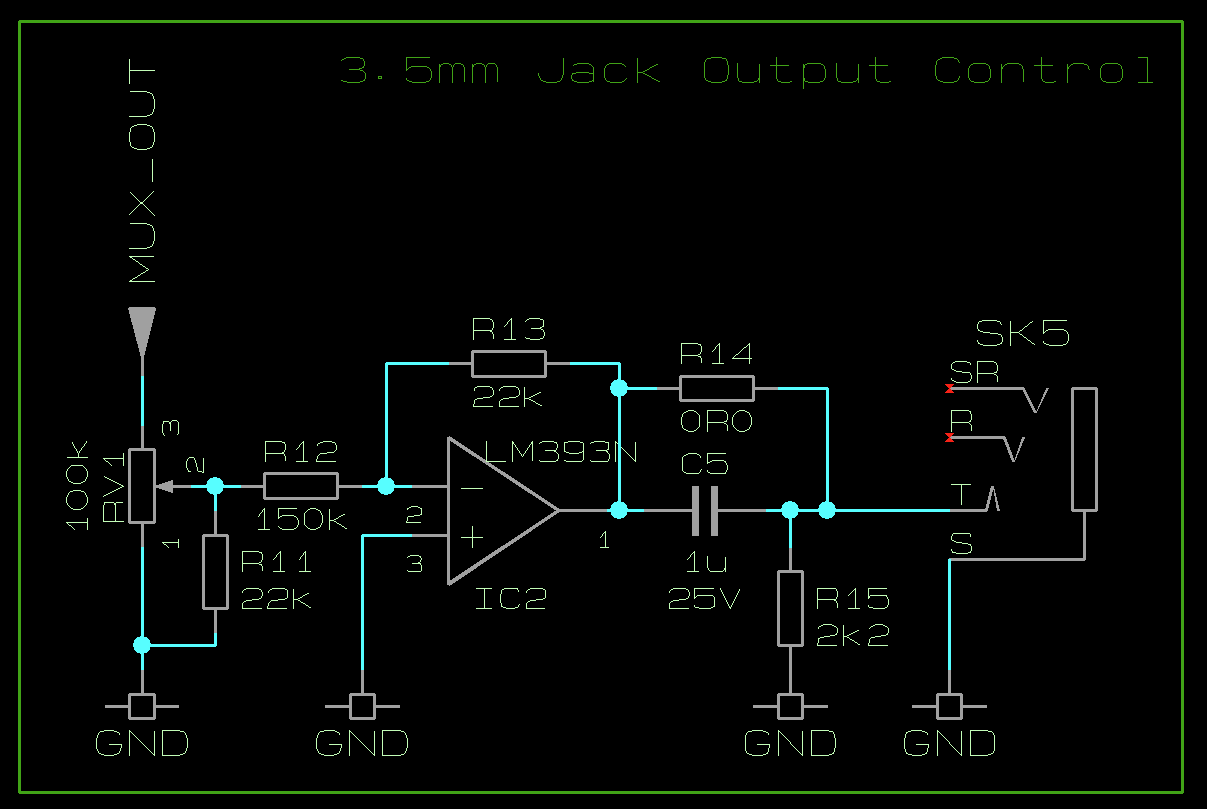 3.5mm Jack Output Control
MUX_OUT
R13
22k
R14
0R0
SK5
SR
R
T
S
3
2
1
100K
RV1
R12
150k
R11
22k
LM393N
2
3
1
IC2
C5
1u
25V
R15
2k2
GND
GND
GND
GND